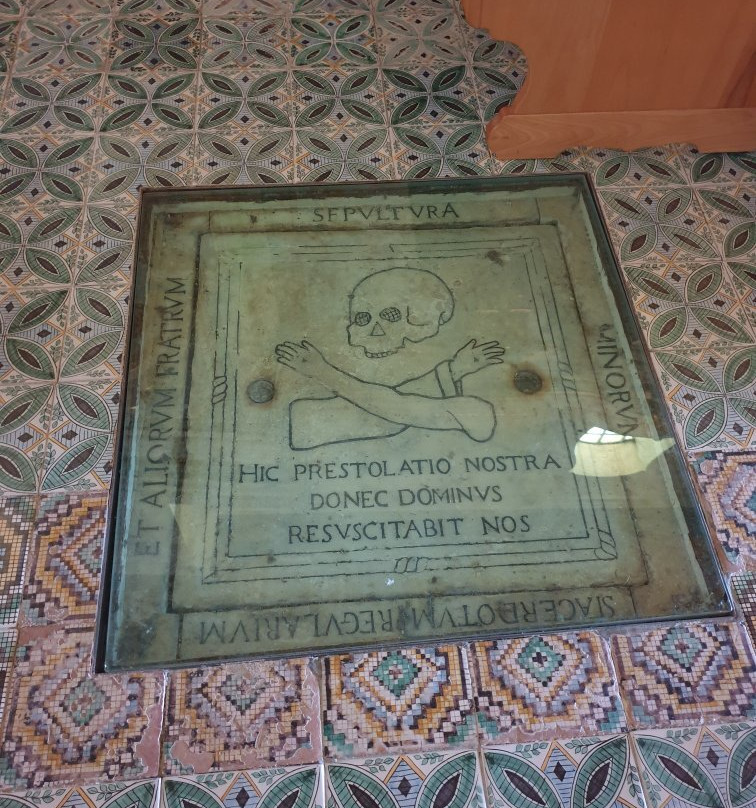 SEPVLTVRA
SACERDOTVM REGVLARIVM
ET ALIORVM FRATRVM
MINORVM
HIC PRESTOLATIO NOSTRA
DONEC DOMINVS
RESVSCITABIT NOS